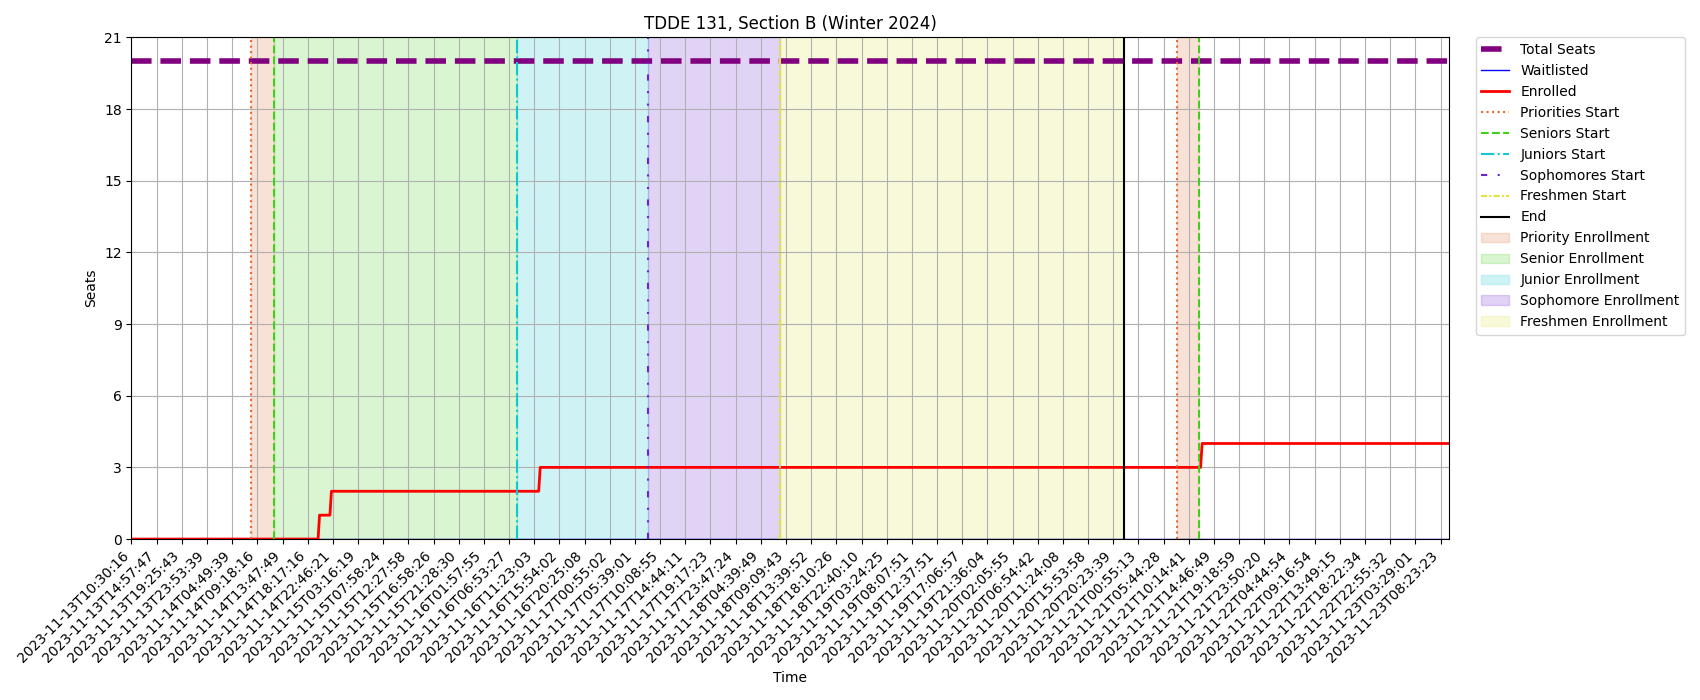 TDDE 131, Section B (Winter 2024)
21
18
15
12
9
6
3
0
Seats
2023-11-13T10:30:16
2023-11-13T14:57:47
2023-11-13T19:25:43
2023-11-13T23:53:39
2023-11-14T04:49:39
2023-11-14T09:18:16
2023-11-14T13:47:49
2023-11-14T18:17:16
2023-11-14T22:46:21
2023-11-15T03:16:19
2023-11-15T07:58:24
2023-11-15T12:27:58
2023-11-15T16:58:26
2023-11-15T21:28:30
2023-11-16T01:57:55
2023-11-16T06:53:27
2023-11-16T11:23:03
2023-11-16T15:54:02
2023-11-16T20:25:08
2023-11-17T00:55:02
2023-11-17T05:39:01
2023-11-17T10:08:55
2023-11-17T14:44:11
2023-11-17T19:17:23
2023-11-17T23:47:24
2023-11-18T04:39:49
2023-11-18T09:09:43
2023-11-18T13:39:52
2023-11-18T18:10:26
2023-11-18T22:40:10
2023-11-19T03:24:25
2023-11-19T08:07:51
2023-11-19T12:37:51
2023-11-19T17:06:57
2023-11-19T21:36:04
2023-11-20T02:05:55
2023-11-20T06:54:42
2023-11-20T11:24:08
2023-11-20T15:53:58
2023-11-20T20:23:39
2023-11-21T00:55:13
2023-11-21T05:44:28
2023-11-21T10:14:41
2023-11-21T14:46:49
2023-11-21T19:18:59
2023-11-21T23:50:20
2023-11-22T04:44:54
2023-11-22T09:16:54
2023-11-22T13:49:15
2023-11-22T18:22:34
2023-11-22T22:55:32
2023-11-23T03:29:01
2023-11-23T08:23:23
Time
Total Seats
Waitlisted
Enrolled
Priorities Start
Seniors Start
Juniors Start
Sophomores Start
Freshmen Start
End
Priority Enrollment
Senior Enrollment
Junior Enrollment
Sophomore Enrollment
Freshmen Enrollment